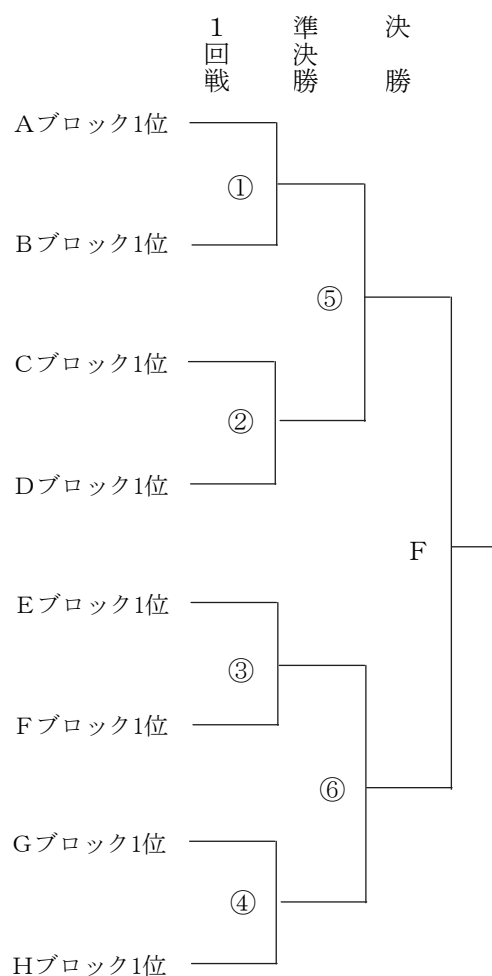 1回戦
準決勝
決勝
Aブロック1位
①
Bブロック1位
⑤
Cブロック1位
②
Dブロック1位
F
Eブロック1位
③
Fブロック1位
⑥
Gブロック1位
④
Hブロック1位